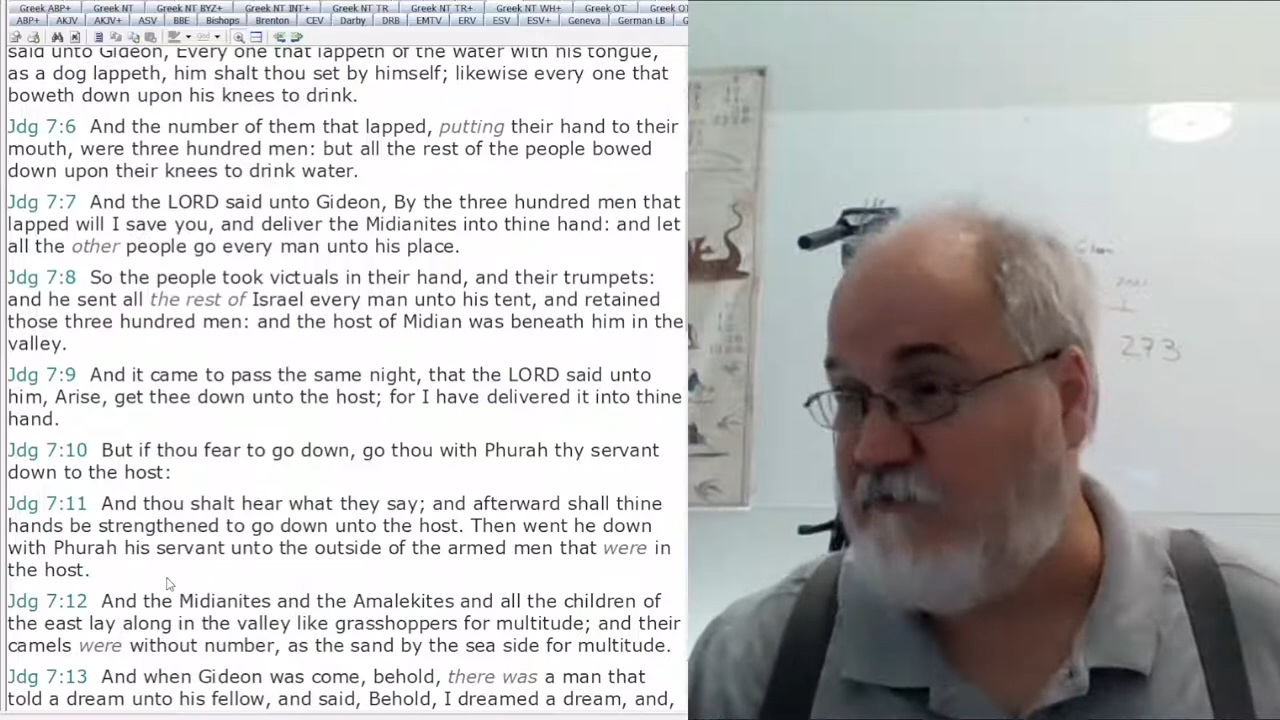 Greek ABP+ Greek NT Greek NT BYZ+ Greek NT INT+ Greek NT TR Greek NT TR+ Greek NT WH+ Greek OT
ABP+ AKJV AKJV+ ASV BBE Bishops Brenton CEV Darby DRB EMTV ERV ESV ESV+ Geneva German LB
said unto Gideon, Every one that lappeth of the water with his tongue,
as a dog lappeth, him shalt thou set by himself; likewise every one that
boweth down upon his knees to drink.
Jdg 7:6 And the number of them that lapped, putting their hand to their
mouth, were three hundred men: but all the rest of the people bowed
down upon their knees to drink water.
Jdg 7:7 And the LORD said unto Gideon, By the three hundred men that
lapped will I save you, and deliver the Midianites into thine hand: and let
all the other people go every man unto his place.
Jdg 7:8 So the people took victuals in their hand, and their trumpets:
and he sent all the rest of Israel every man unto his tent, and retained
those three hundred men: and the host of Midian was beneath him in the
valley.
Jdg 7:9 And it came to pass the same night, that the LORD said unto
him, Arise, get thee down unto the host; for I have delivered it into thine
hand.
Jdg 7:10 But if thou fear to go down, go thou with Phurah thy servant
down to the host:
Jdg 7:11 And thou shalt hear what they say; and afterward shall thine
hands be strengthened to go down unto the host. Then went he down
with Phurah his servant unto the outside of the armed men that were in
the host.
Jdg 7:12 And the Midianites and the Amalekites and all the children of
the east lay along in the valley like grasshoppers for multitude; and their
camels were without number, as the sand by the sea side for multitude.
Jdg 7:13 And when Gideon was come, behold, there was a man that
told a dream unto his fellow, and said, Behold, I dreamed a dream, and,
273